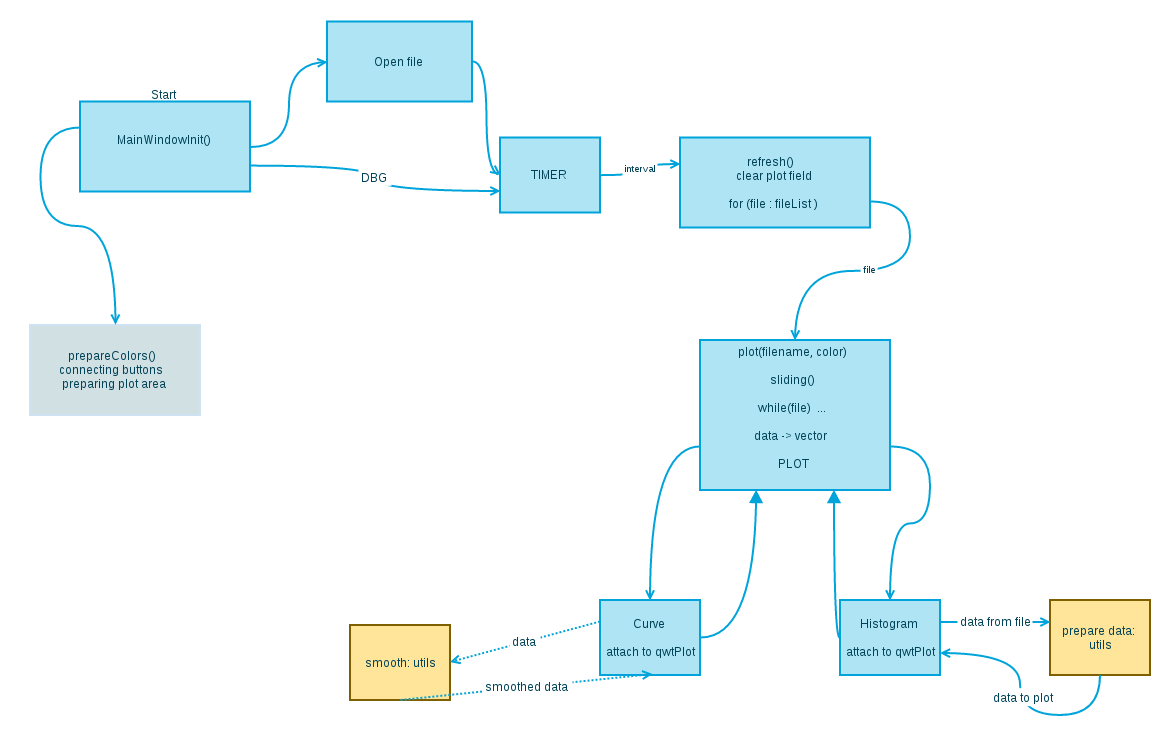 Open file
Start
MainWindowInit()
DBG
TIMER
interval
refresh()
clear plot field
for (file : fileList )
file
prepareColors()
connecting buttons
preparing plot area
plot(filename, color)
sliding()
while(file) ...
data -> vector
PLOT
Curve
attach to qwtPlot
Histogram
attach to qwtPlot
data from file
prepare data:
utils
data
smooth: utils
smoothed data
data to plot